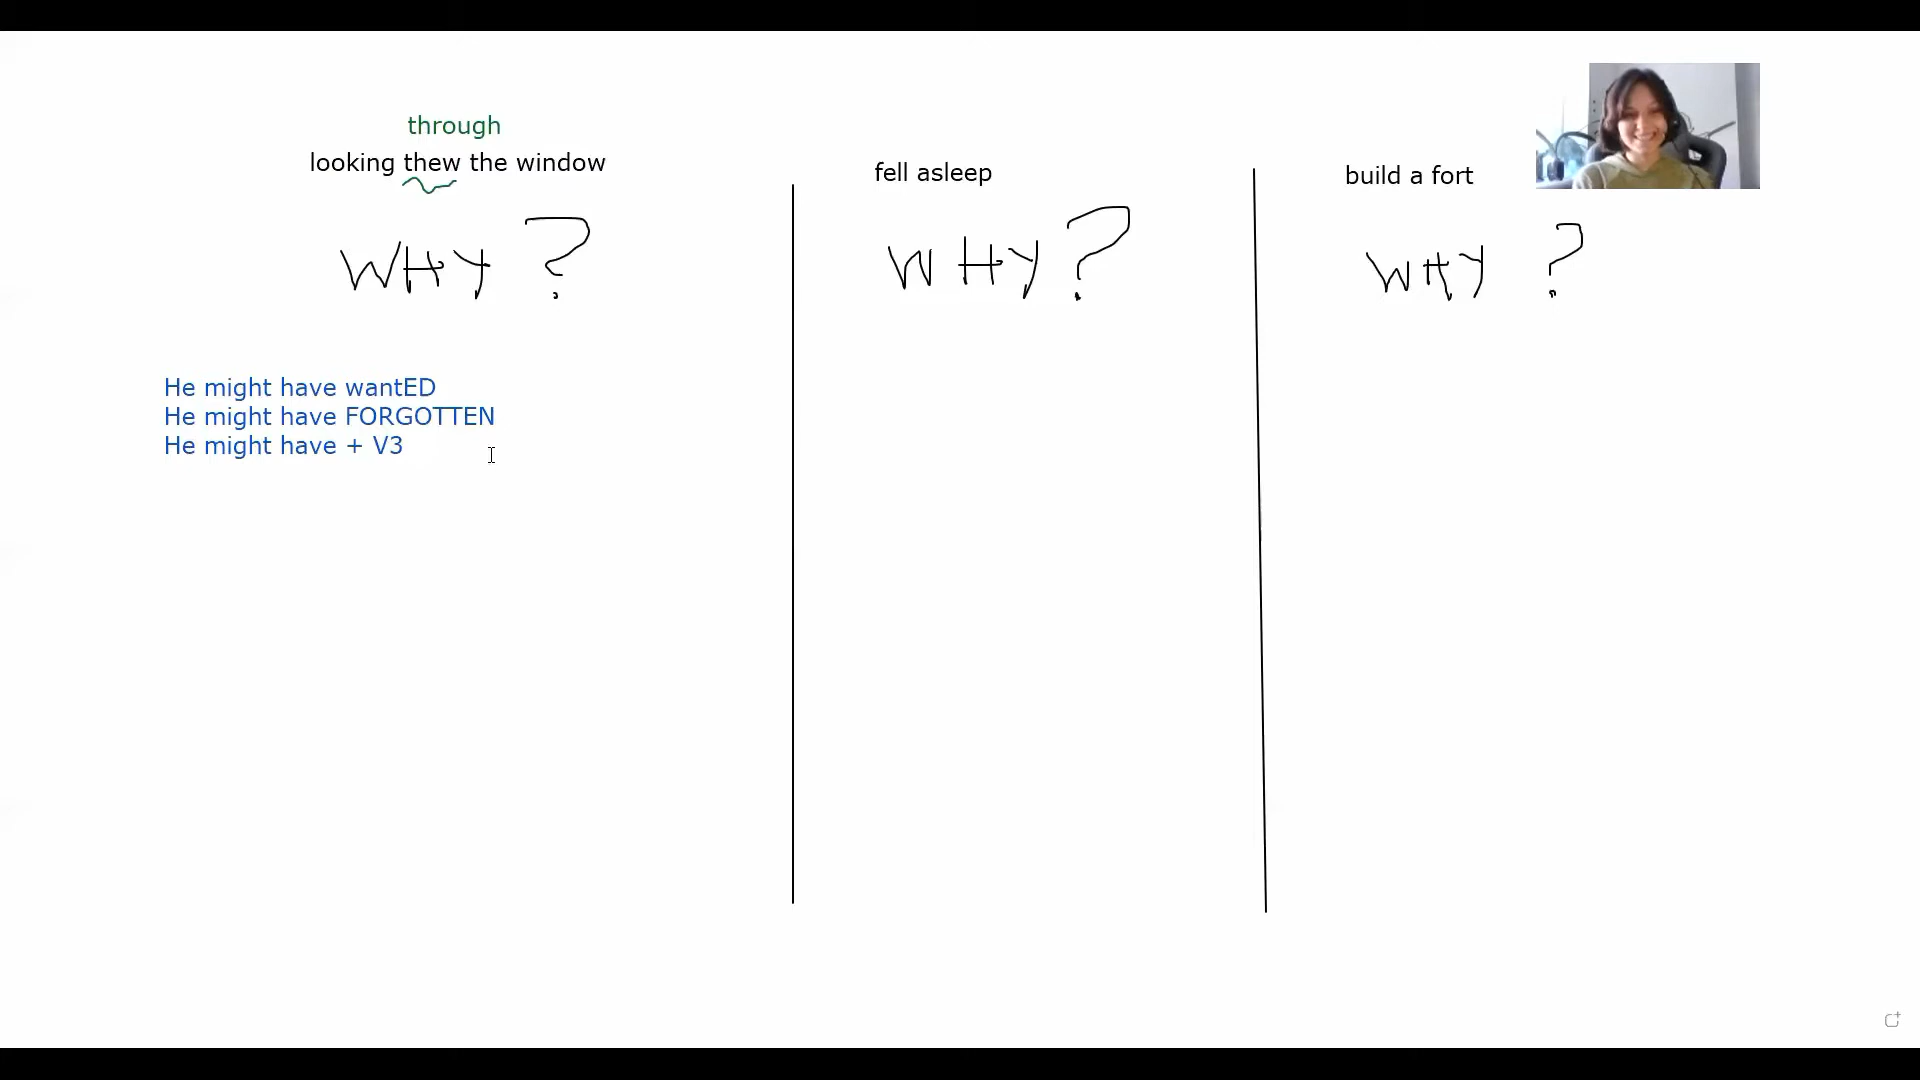 through
looking thew the window
WHY?
He might have wantED
He might have FORGOTTEN
He might have + V3
fell asleep
WHY?
build a fort
WHY ?